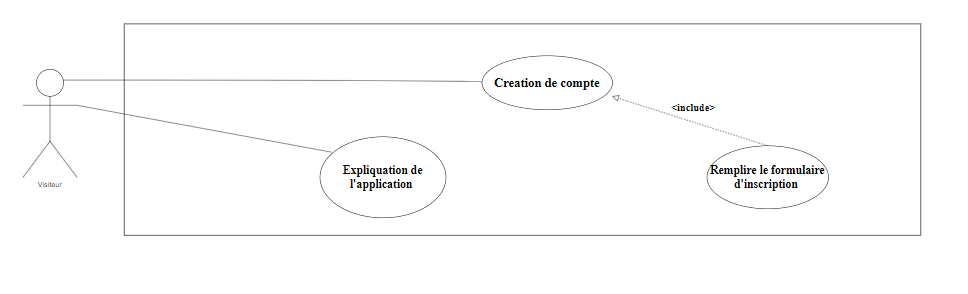 Creation de compte
<include>
Expliquation de
l'application
Remplire le formulaire
d'inscription
Visiteur